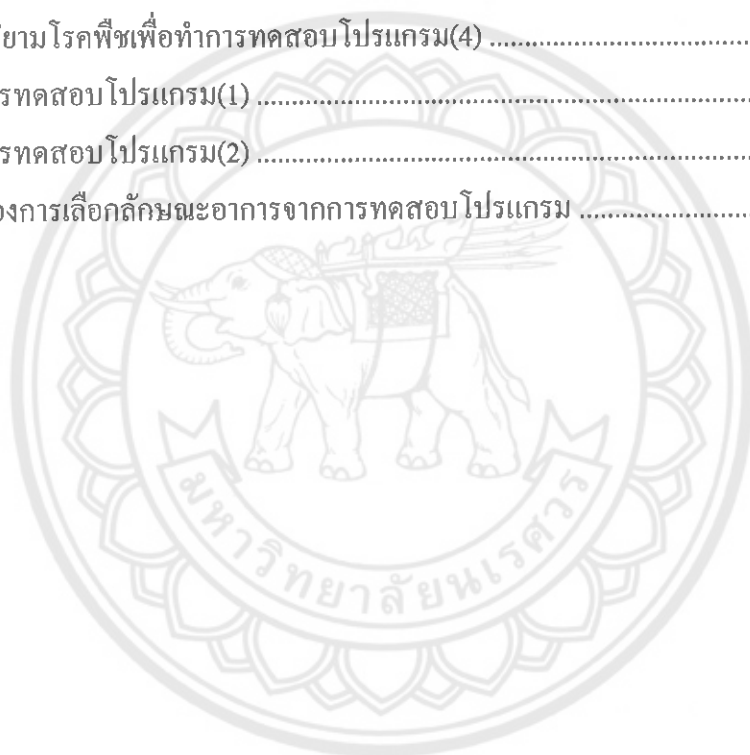 ยามโรคพืชเพื่อทำการทดสอบโปรแกรม(4) ........................................
รทดสอบโปรแกรม(1) ................................................................................
รทดสอบโปรแกรม(2) ................................................................................
องการเลือกลักษณะอาการจากการทดสอบโปรแกรม .........................
มหาวิทยาลัยนเรศวร